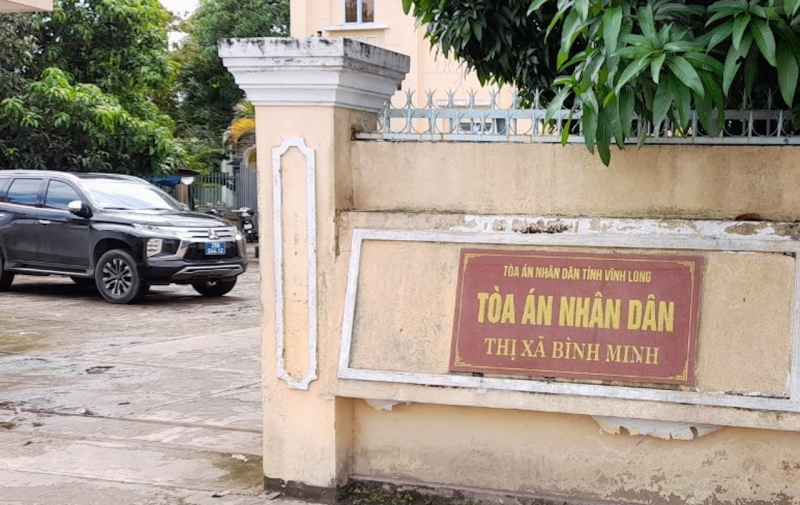 TÒA ÁN NHÂN DÂN TỈNH VĨNH LONG
TÒA ÁN NHÂN DÂN
THỊ XÃ BÌNH MINH